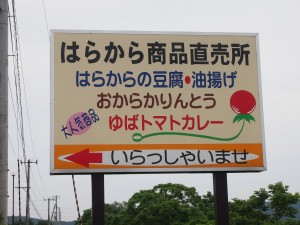 はらから商品直売所
はらからの豆腐・油揚げ
おからかりんとう
大人気商品
ゆばトマトカレー
いらっしゃいませ